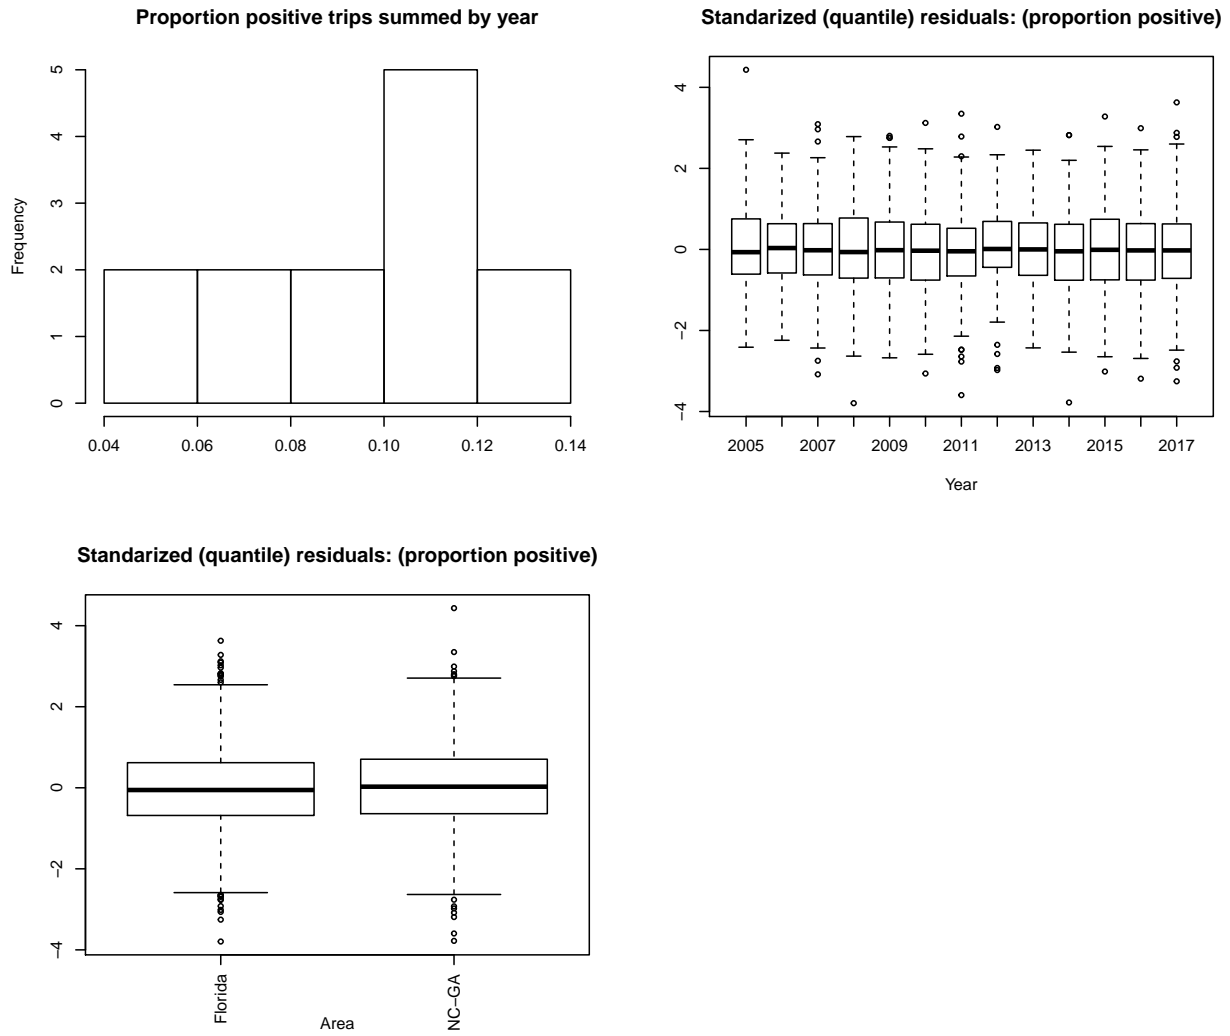 Proportion positive trips summed by year
Frequency
5
4
3
2
1
0
0.04 0.06 0.08 0.10 0.12 0.14
Standarized (quantile) residuals: (proportion positive)
4
2
0
−2
−4
2005 2007 2009 2011 2013 2015 2017
Year
Standarized (quantile) residuals: (proportion positive)
4
2
0
−2
−4
Florida NC−GA
Area